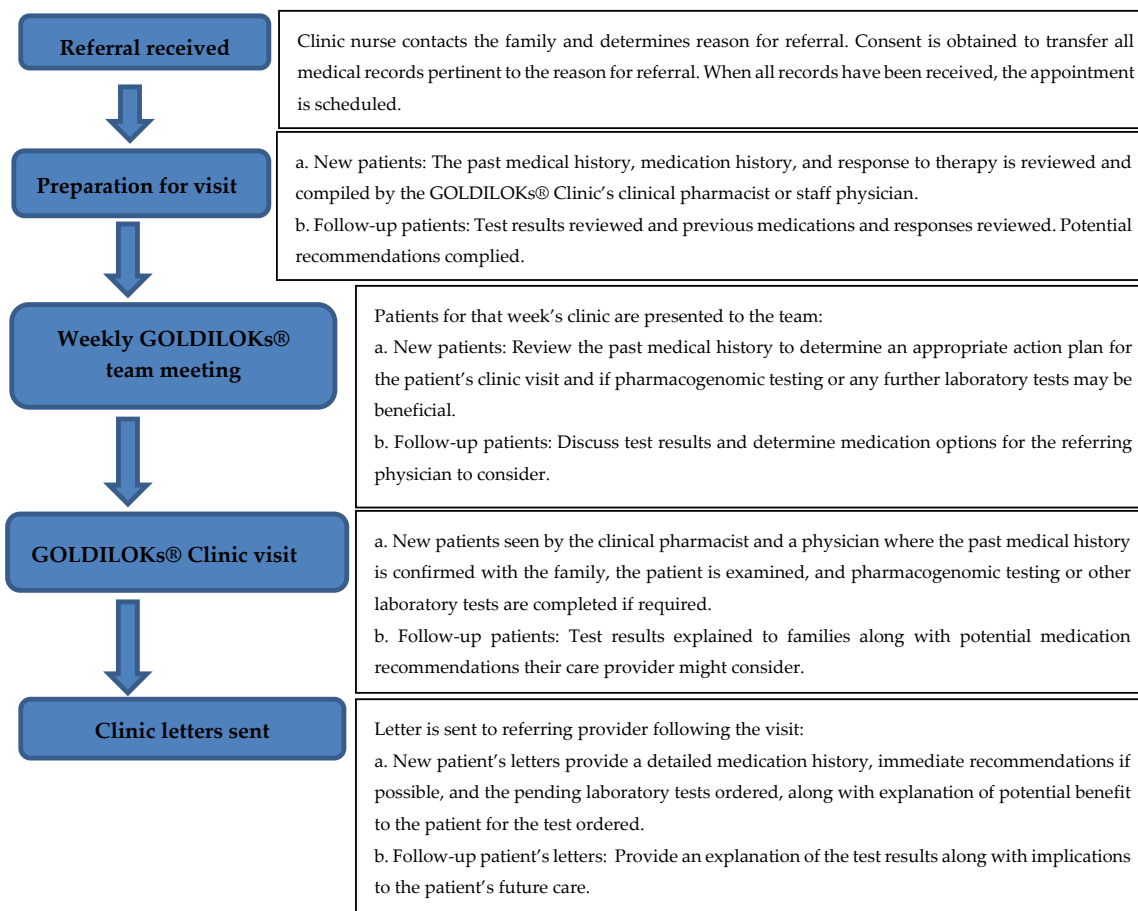 Referral received
Clinic nurse contacts the family and determines reason for referral. Consent is obtained to transfer all
medical records pertinent to the reason for referral. When all records have been received, the appointment
is scheduled.
Preparation for visit
a. New patients: The past medical history, medication history, and response to therapy is reviewed and
compiled by the GOLDILOKs® Clinic's clinical pharmacist or staff physician.
b. Follow-up patients: Test results reviewed and previous medications and responses reviewed. Potential
recommendations complied.
Weekly GOLDILOKs®
team meeting
Patients for that week's clinic are presented to the team:
a. New patients: Review the past medical history to determine an appropriate action plan for
the patient's clinic visit and if pharmacogenomic testing or any further laboratory tests may be
beneficial.
b. Follow-up patients: Discuss test results and determine medication options for the referring
physician to consider.
GOLDILOKs® Clinic visit
a. New patients seen by the clinical pharmacist and a physician where the past medical history
is confirmed with the family, the patient is examined, and pharmacogenomic testing or other
laboratory tests are completed if required.
b. Follow-up patients: Test results explained to families along with potential medication
recommendations their care provider might consider.
Clinic letters sent
Letter is sent to referring provider following the visit:
a. New patient's letters provide a detailed medication history, immediate recommendations if
possible, and the pending laboratory tests ordered, along with explanation of potential benefit
to the patient for the test ordered.
b. Follow-up patient's letters: Provide an explanation of the test results along with implications
to the patient's future care.